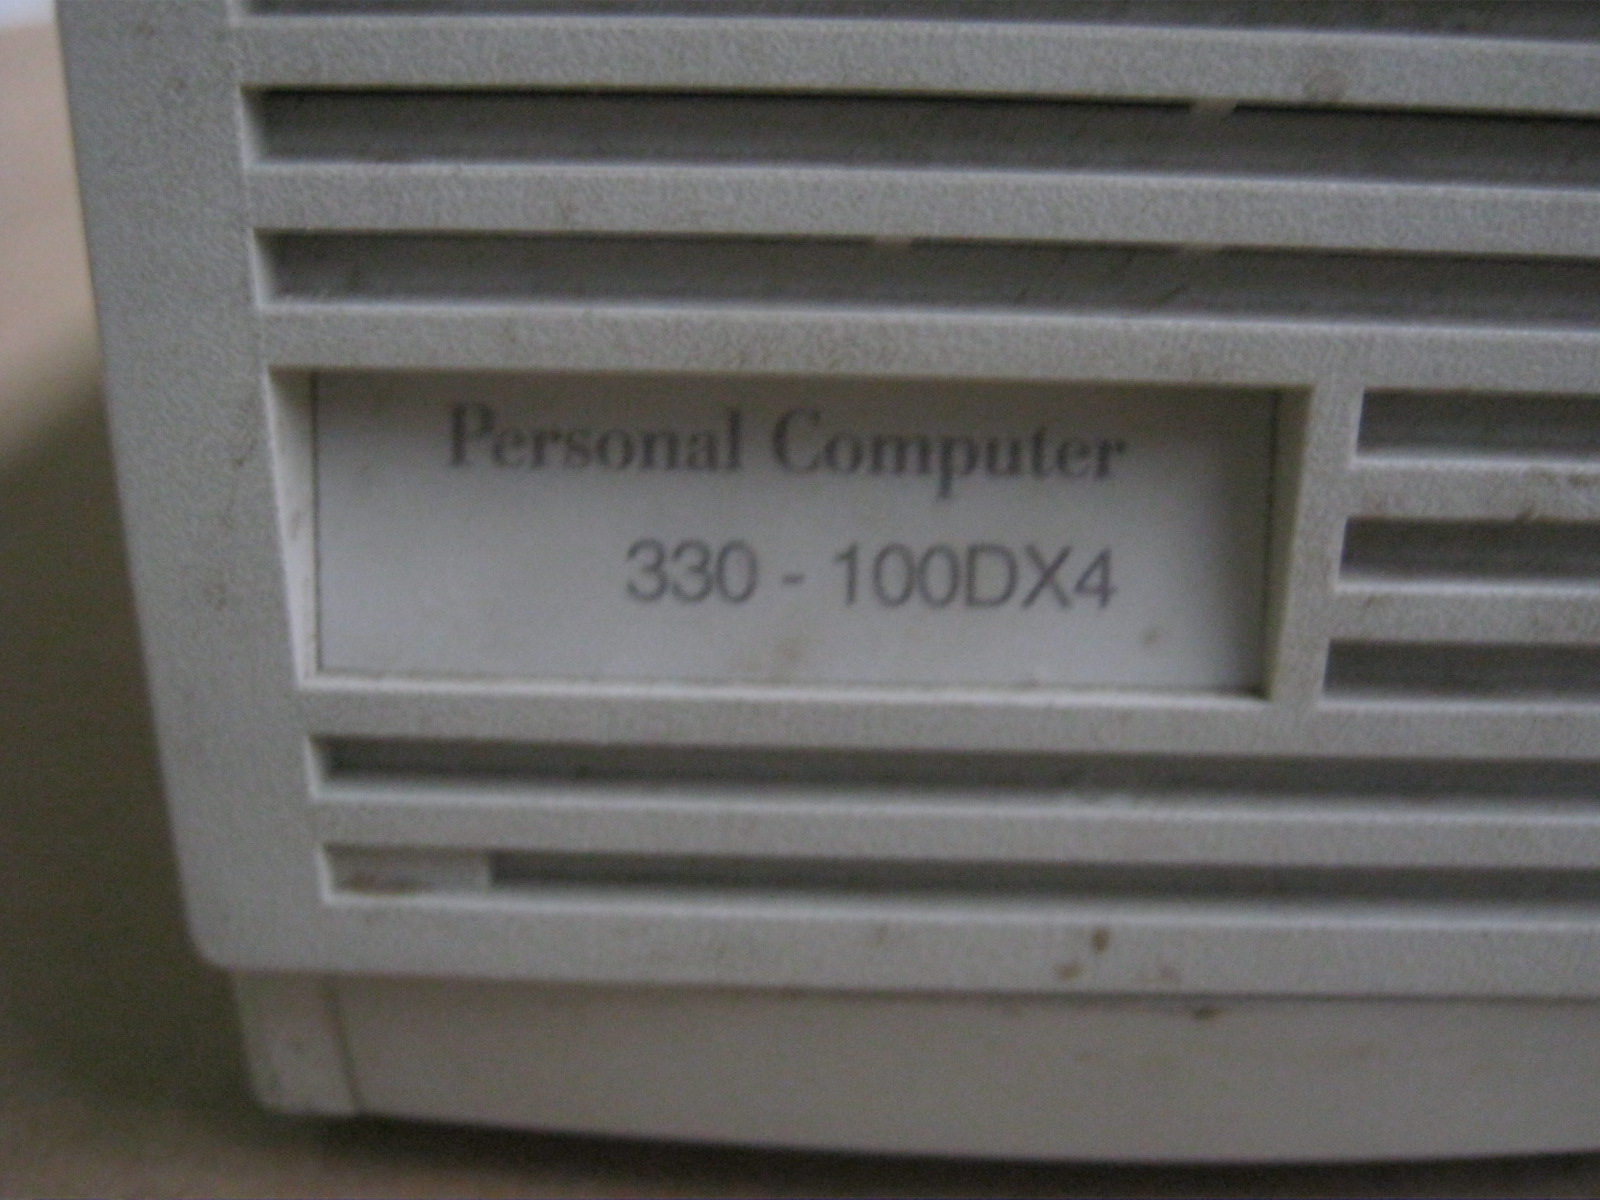 Personal Computer
330 - 100DX4